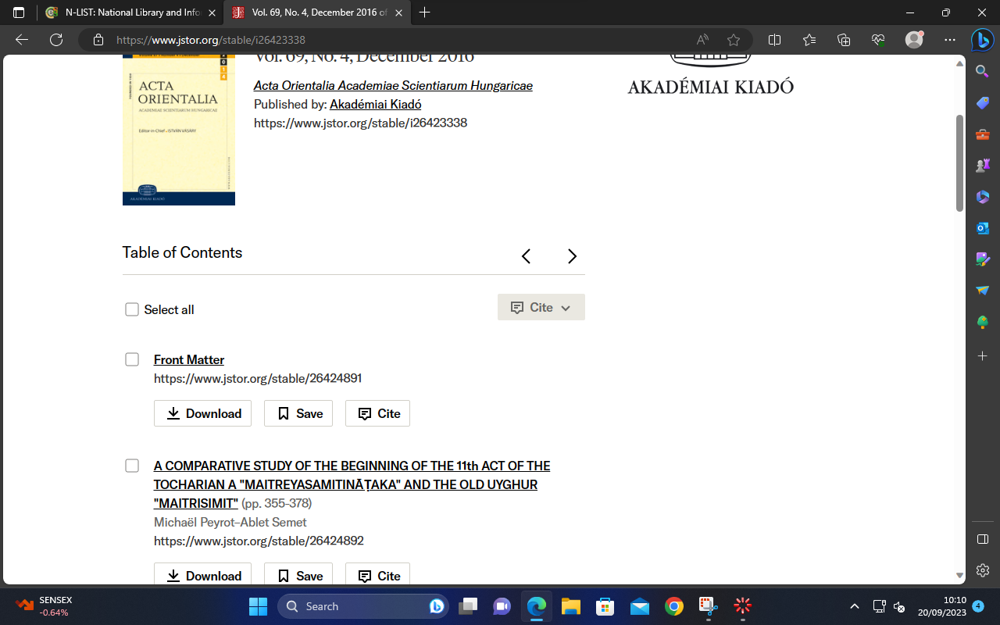 N-LIST: National Library and Info
Vol. 69, No. 4, December 2016 of
https://www.jstor.org/stable/i26423338
Vol. 69, No. 4, December 2016
ACTA
ORIENTALIA
ACADEMIAE SCIENTIARUM HUNGARICAE
Editor-in-Chief – ISTVÁN VÁSÁRY
AKADÉMIAI KIADÓ
Acta Orientalia Academiae Scientiarum Hungaricae
Published by: Akadémiai Kiadó
https://www.jstor.org/stable/i26423338
AKADÉMIAI KIADÓ
Table of Contents
Select all
Cite
Front Matter
https://www.jstor.org/stable/26424891
Download Save Cite
A COMPARATIVE STUDY OF THE BEGINNING OF THE 11th ACT OF THE
TOCHARIAN A "MAITREYASAMITINĀṬAKA" AND THE OLD UYGHUR
"MAITRISIMIT" (pp. 355-378)
Michaël Peyrot–Ablet Semet
https://www.jstor.org/stable/26424892
Download Save Cite
SENSEX
-0.64%
Search
10:10
20/09/2023
4